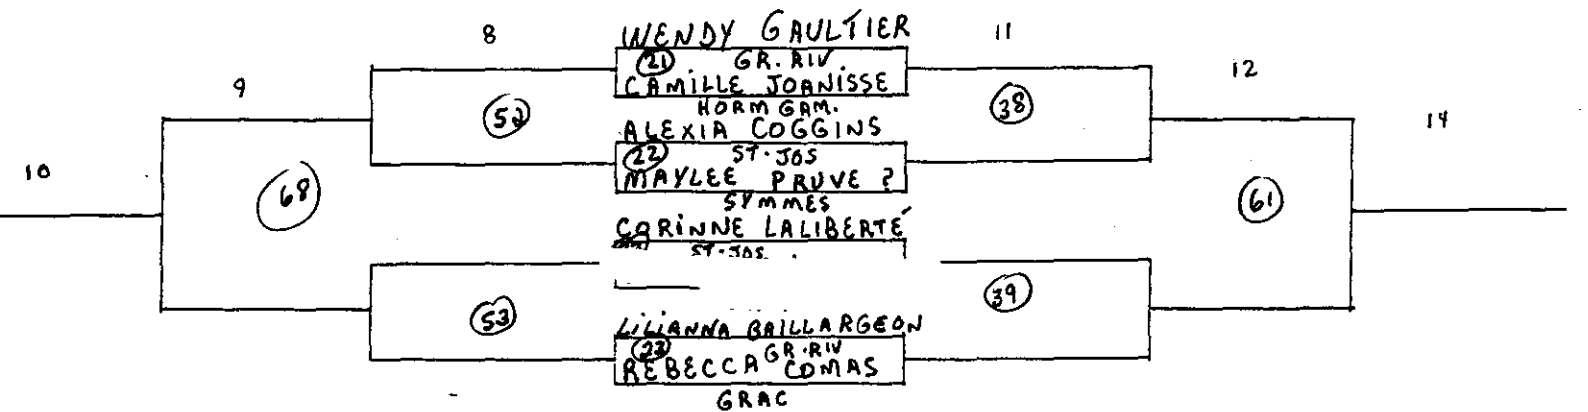 8
WENDY GAULTIER
11
9
21 GR. RIV.
12
CAMILLE JOANISSE
52
HORM GAM.
38
ALEXIA COGGINS
14
22 ST-JOS
10
MAYLEE PRUVE ?
68
SYMMES
61
CORINNE LALIBERTÉ
ST-JOS
53
39
LILIANNA BAILLARGEON
23 GR. RIV
REBECCA COMAS
GRAC